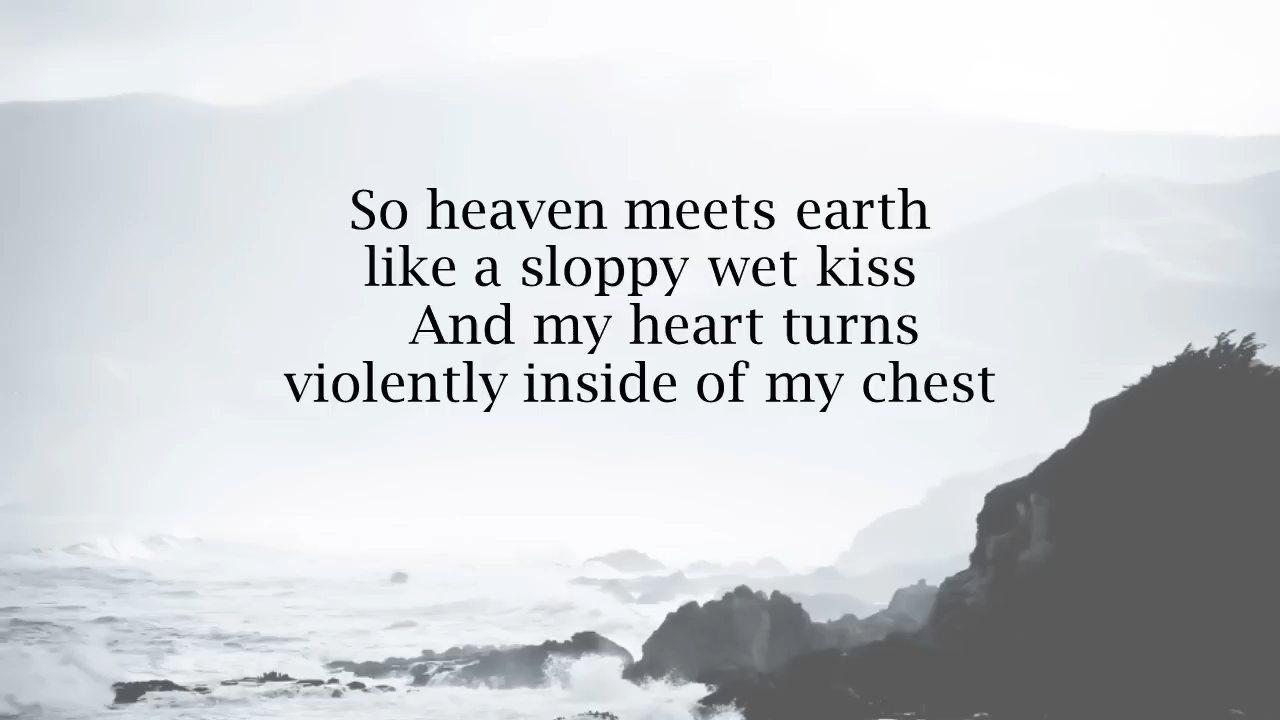 So heaven meets earth
like a sloppy wet kiss
And my heart turns
violently inside of my chest